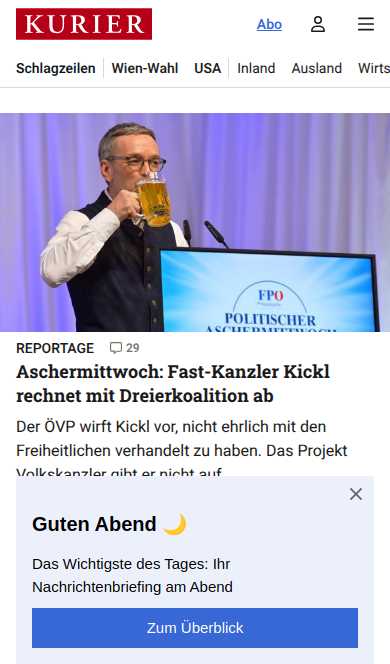 KURIER
Abo
Schlagzeilen
Wien-Wahl
USA
Inland
Ausland
Wirts
FPÖ
POLITISCHER
ASCHERMITTWOCH
REPORTAGE
29
Aschermittwoch: Fast-Kanzler Kickl
rechnet mit Dreierkoalition ab
Der ÖVP wirft Kickl vor, nicht ehrlich mit den
Freiheitlichen verhandelt zu haben. Das Projekt
Volkskanzler gibt er nicht auf.
Guten Abend 🌙
Das Wichtigste des Tages: Ihr
Nachrichtenbriefing am Abend
Zum Überblick